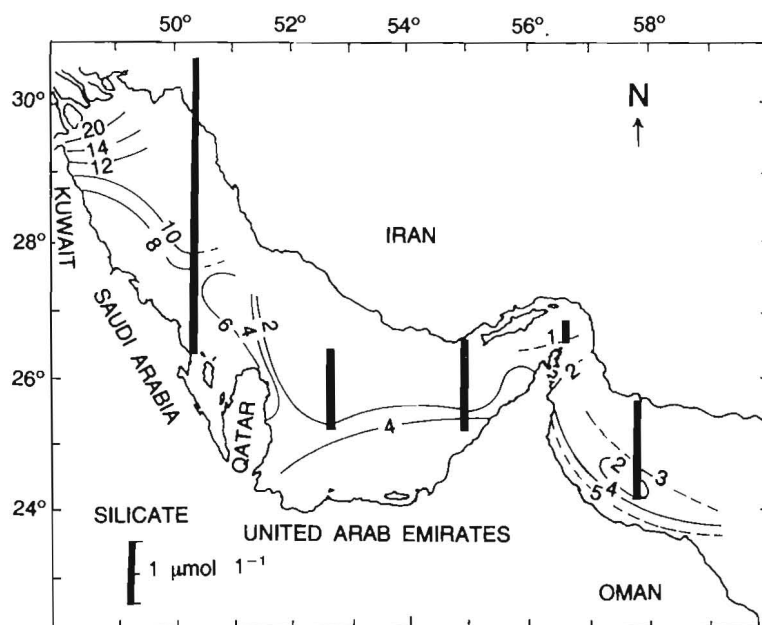 50° 52° 54° 56° 58°
30°
28°
26°
24°
N
20
14
12
10
8
6
4
2
4
1
2
2
3
4
5
KUWAIT
SAUDI ARABIA
QATAR
IRAN
UNITED ARAB EMIRATES
OMAN
SILICATE
1 μmol 1⁻¹